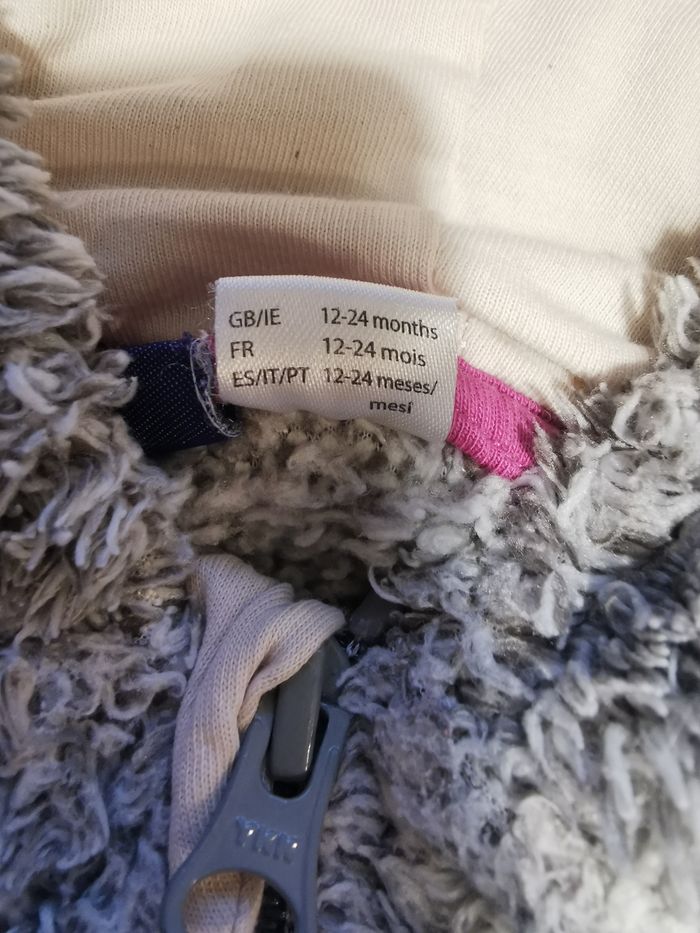 GB/IE 12-24 months
FR 12-24 mois
ES/IT/PT 12-24 meses/
mesi
YKK